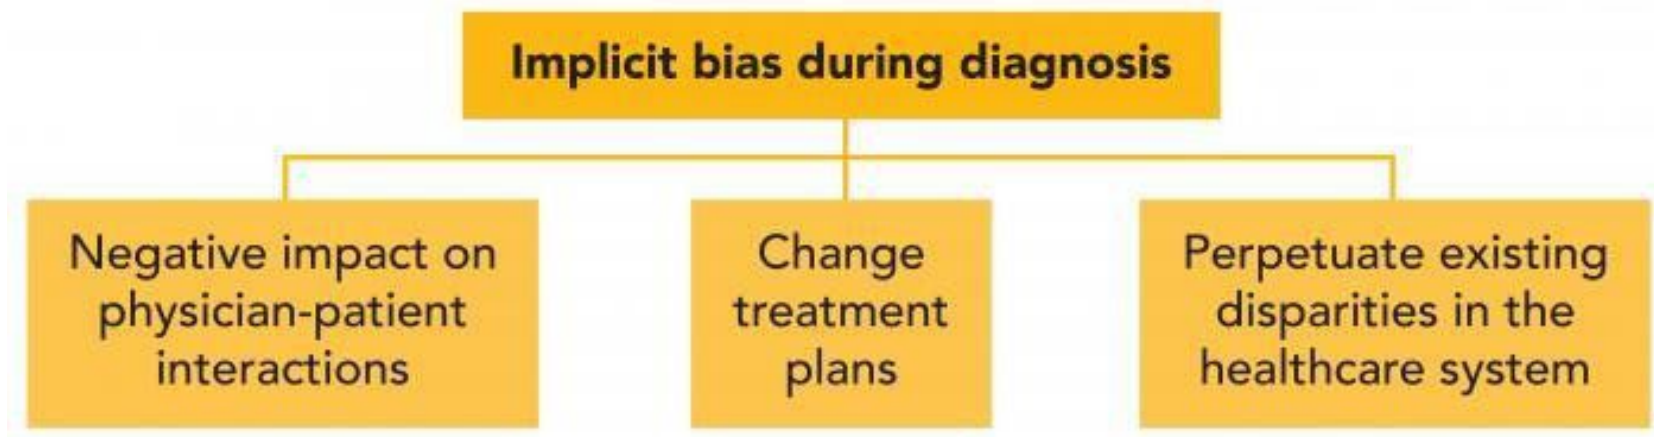 Implicit bias during diagnosis
Negative impact on
physician-patient
interactions
Change
treatment
plans
Perpetuate existing
disparities in the
healthcare system